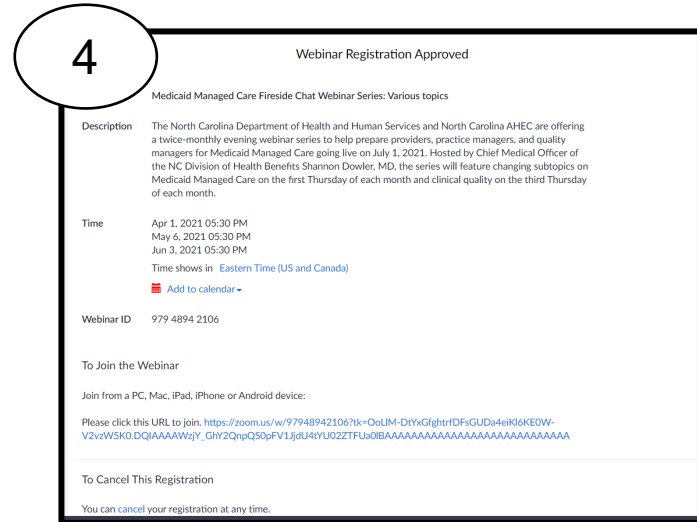 4
Webinar Registration Approved
Medicaid Managed Care Fireside Chat Webinar Series: Various topics
Description The North Carolina Department of Health and Human Services and North Carolina AHEC are offering
a twice-monthly evening webinar series to help prepare providers, practice managers, and quality
managers for Medicaid Managed Care going live on July 1, 2021. Hosted by Chief Medical Officer of
the NC Division of Health Benefits Shannon Dowler, MD, the series will feature changing subtopics on
Medicaid Managed Care on the first Thursday of each month and clinical quality on the third Thursday
of each month.
Time Apr 1, 2021 05:30 PM
May 6, 2021 05:30 PM
Jun 3, 2021 05:30 PM
Time shows in Eastern Time (US and Canada)
Add to calendar
Webinar ID 979 4894 2106
To Join the Webinar
Join from a PC, Mac, iPad, iPhone or Android device:
Please click this URL to join. https://zoom.us/w/97948942106?tk=OoLlM-DtYxGfghtrfDFsGUDa4eiKl6KE0W-
V2vzW5K0.DQIAAAAWzjY_GhY2QnpQS0pFV1JjdU4tYU02ZTFUa0lBAAAAAAAAAAAAAAAAAAAAAAAAAAAA
To Cancel This Registration
You can cancel your registration at any time.